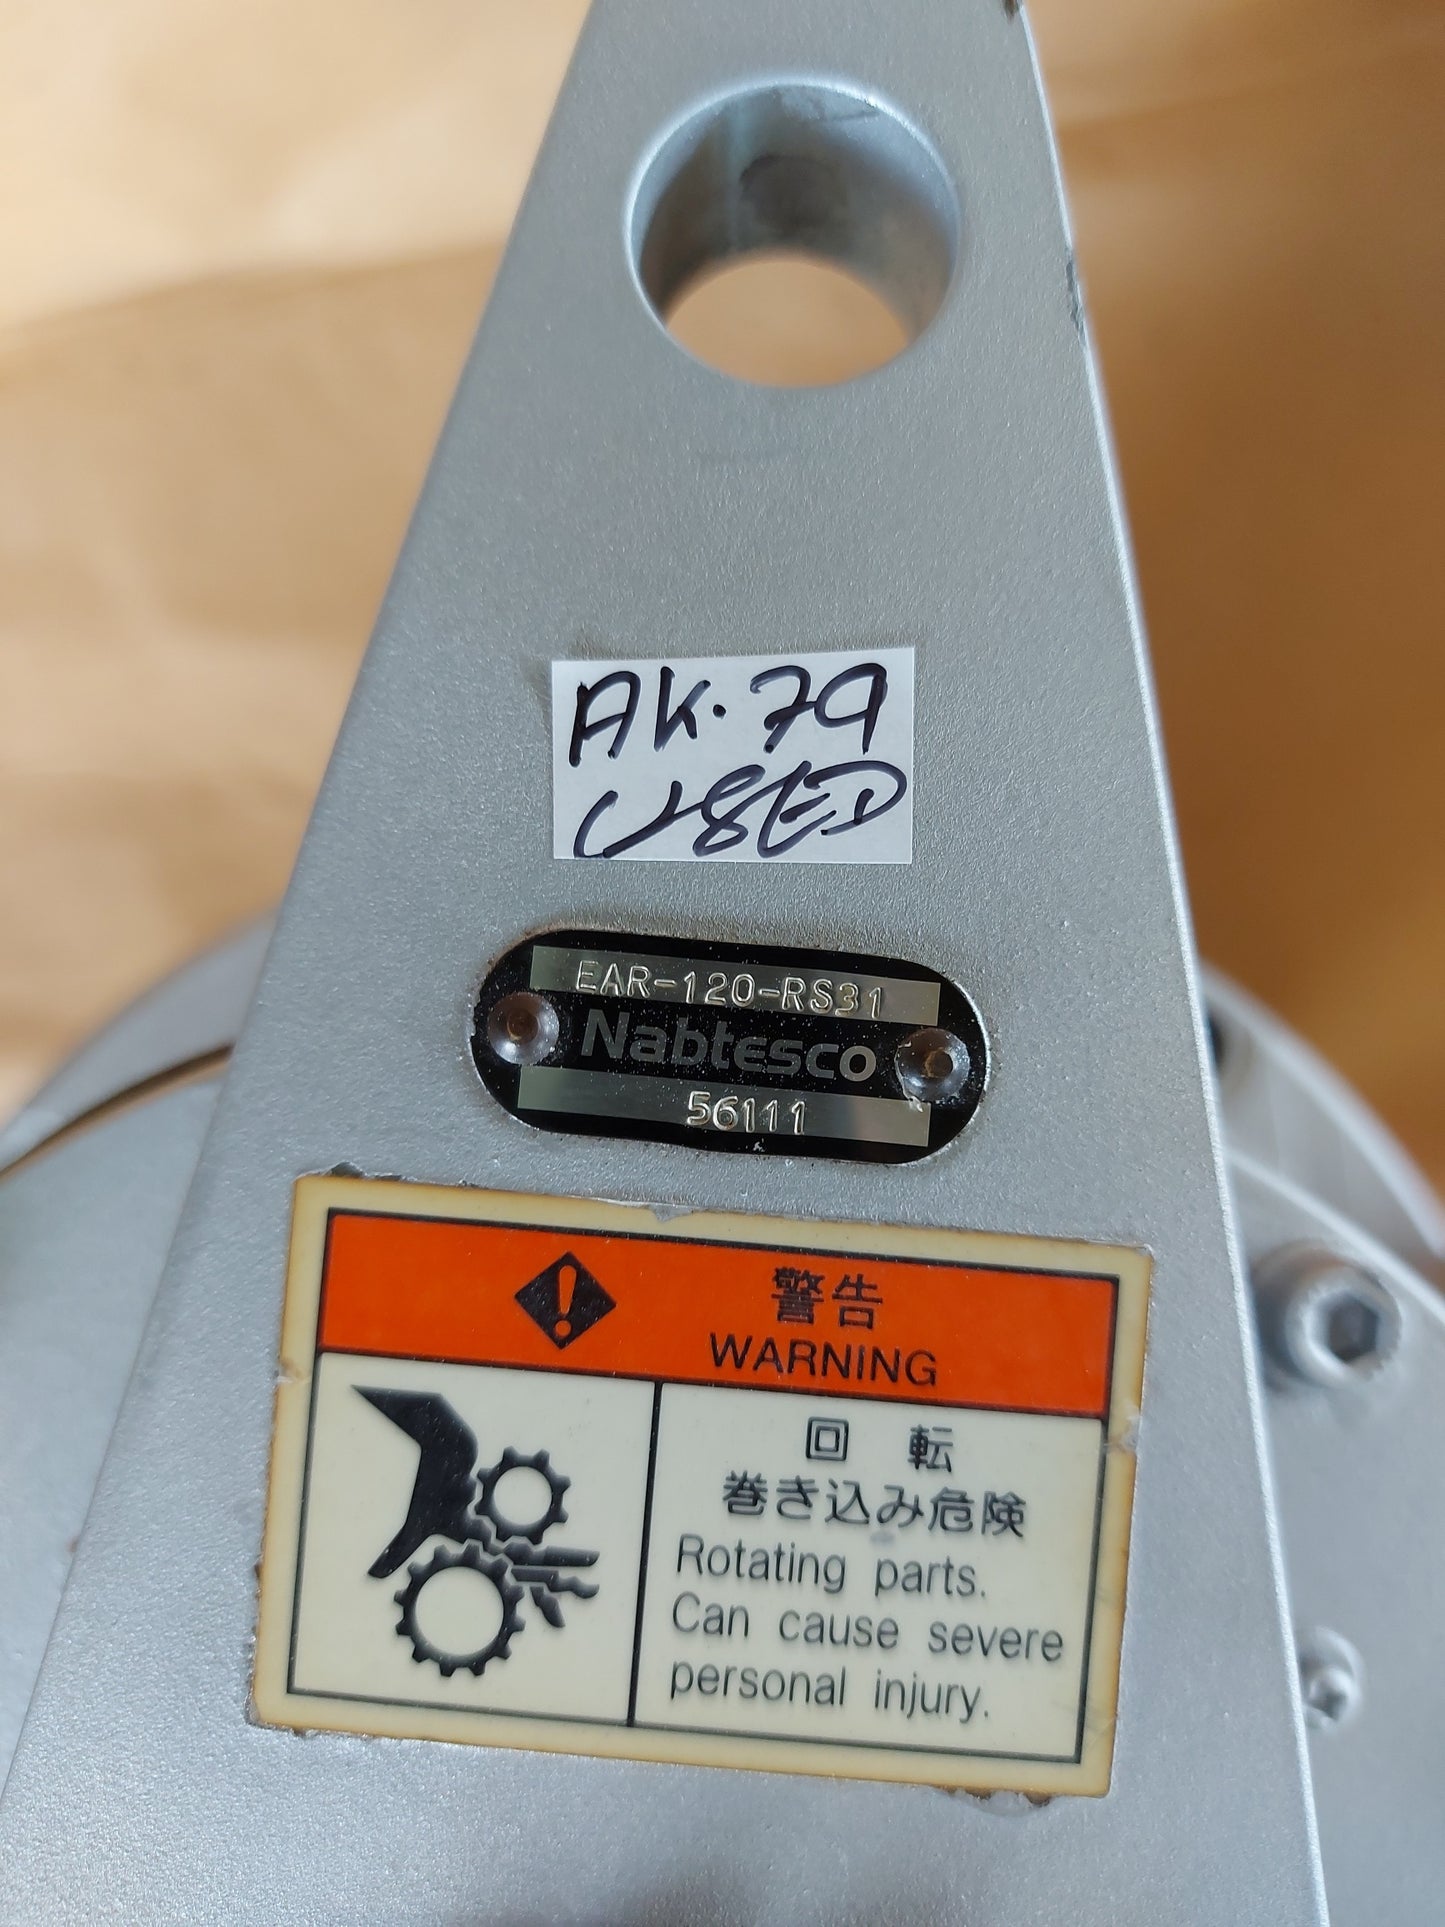 AK.79
USED
EAR-120-RS31
Nabtesco
56111
警告
WARNING
回 転
巻き込み危険
Rotating parts.
Can cause severe
personal injury.